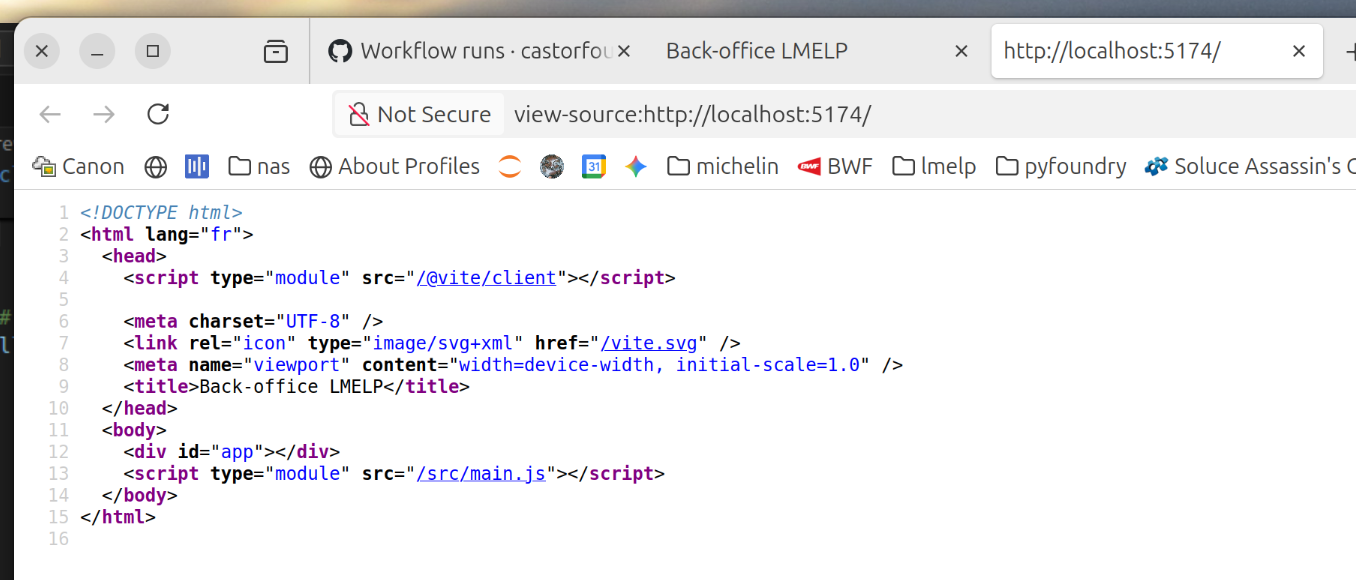 Workflow runs · castorfou
Back-office LMELP
http://localhost:5174/
Not Secure view-source:http://localhost:5174/
Canon nas About Profiles 31 michelin BWF lmelp pyfoundry Soluce Assassin's C
1 <!DOCTYPE html>
2 <html lang="fr">
3 <head>
4 <script type="module" src="/@vite/client"></script>
5
6 <meta charset="UTF-8" />
7 <link rel="icon" type="image/svg+xml" href="/vite.svg" />
8 <meta name="viewport" content="width=device-width, initial-scale=1.0" />
9 <title>Back-office LMELP</title>
10 </head>
11 <body>
12 <div id="app"></div>
13 <script type="module" src="/src/main.js"></script>
14 </body>
15 </html>
16